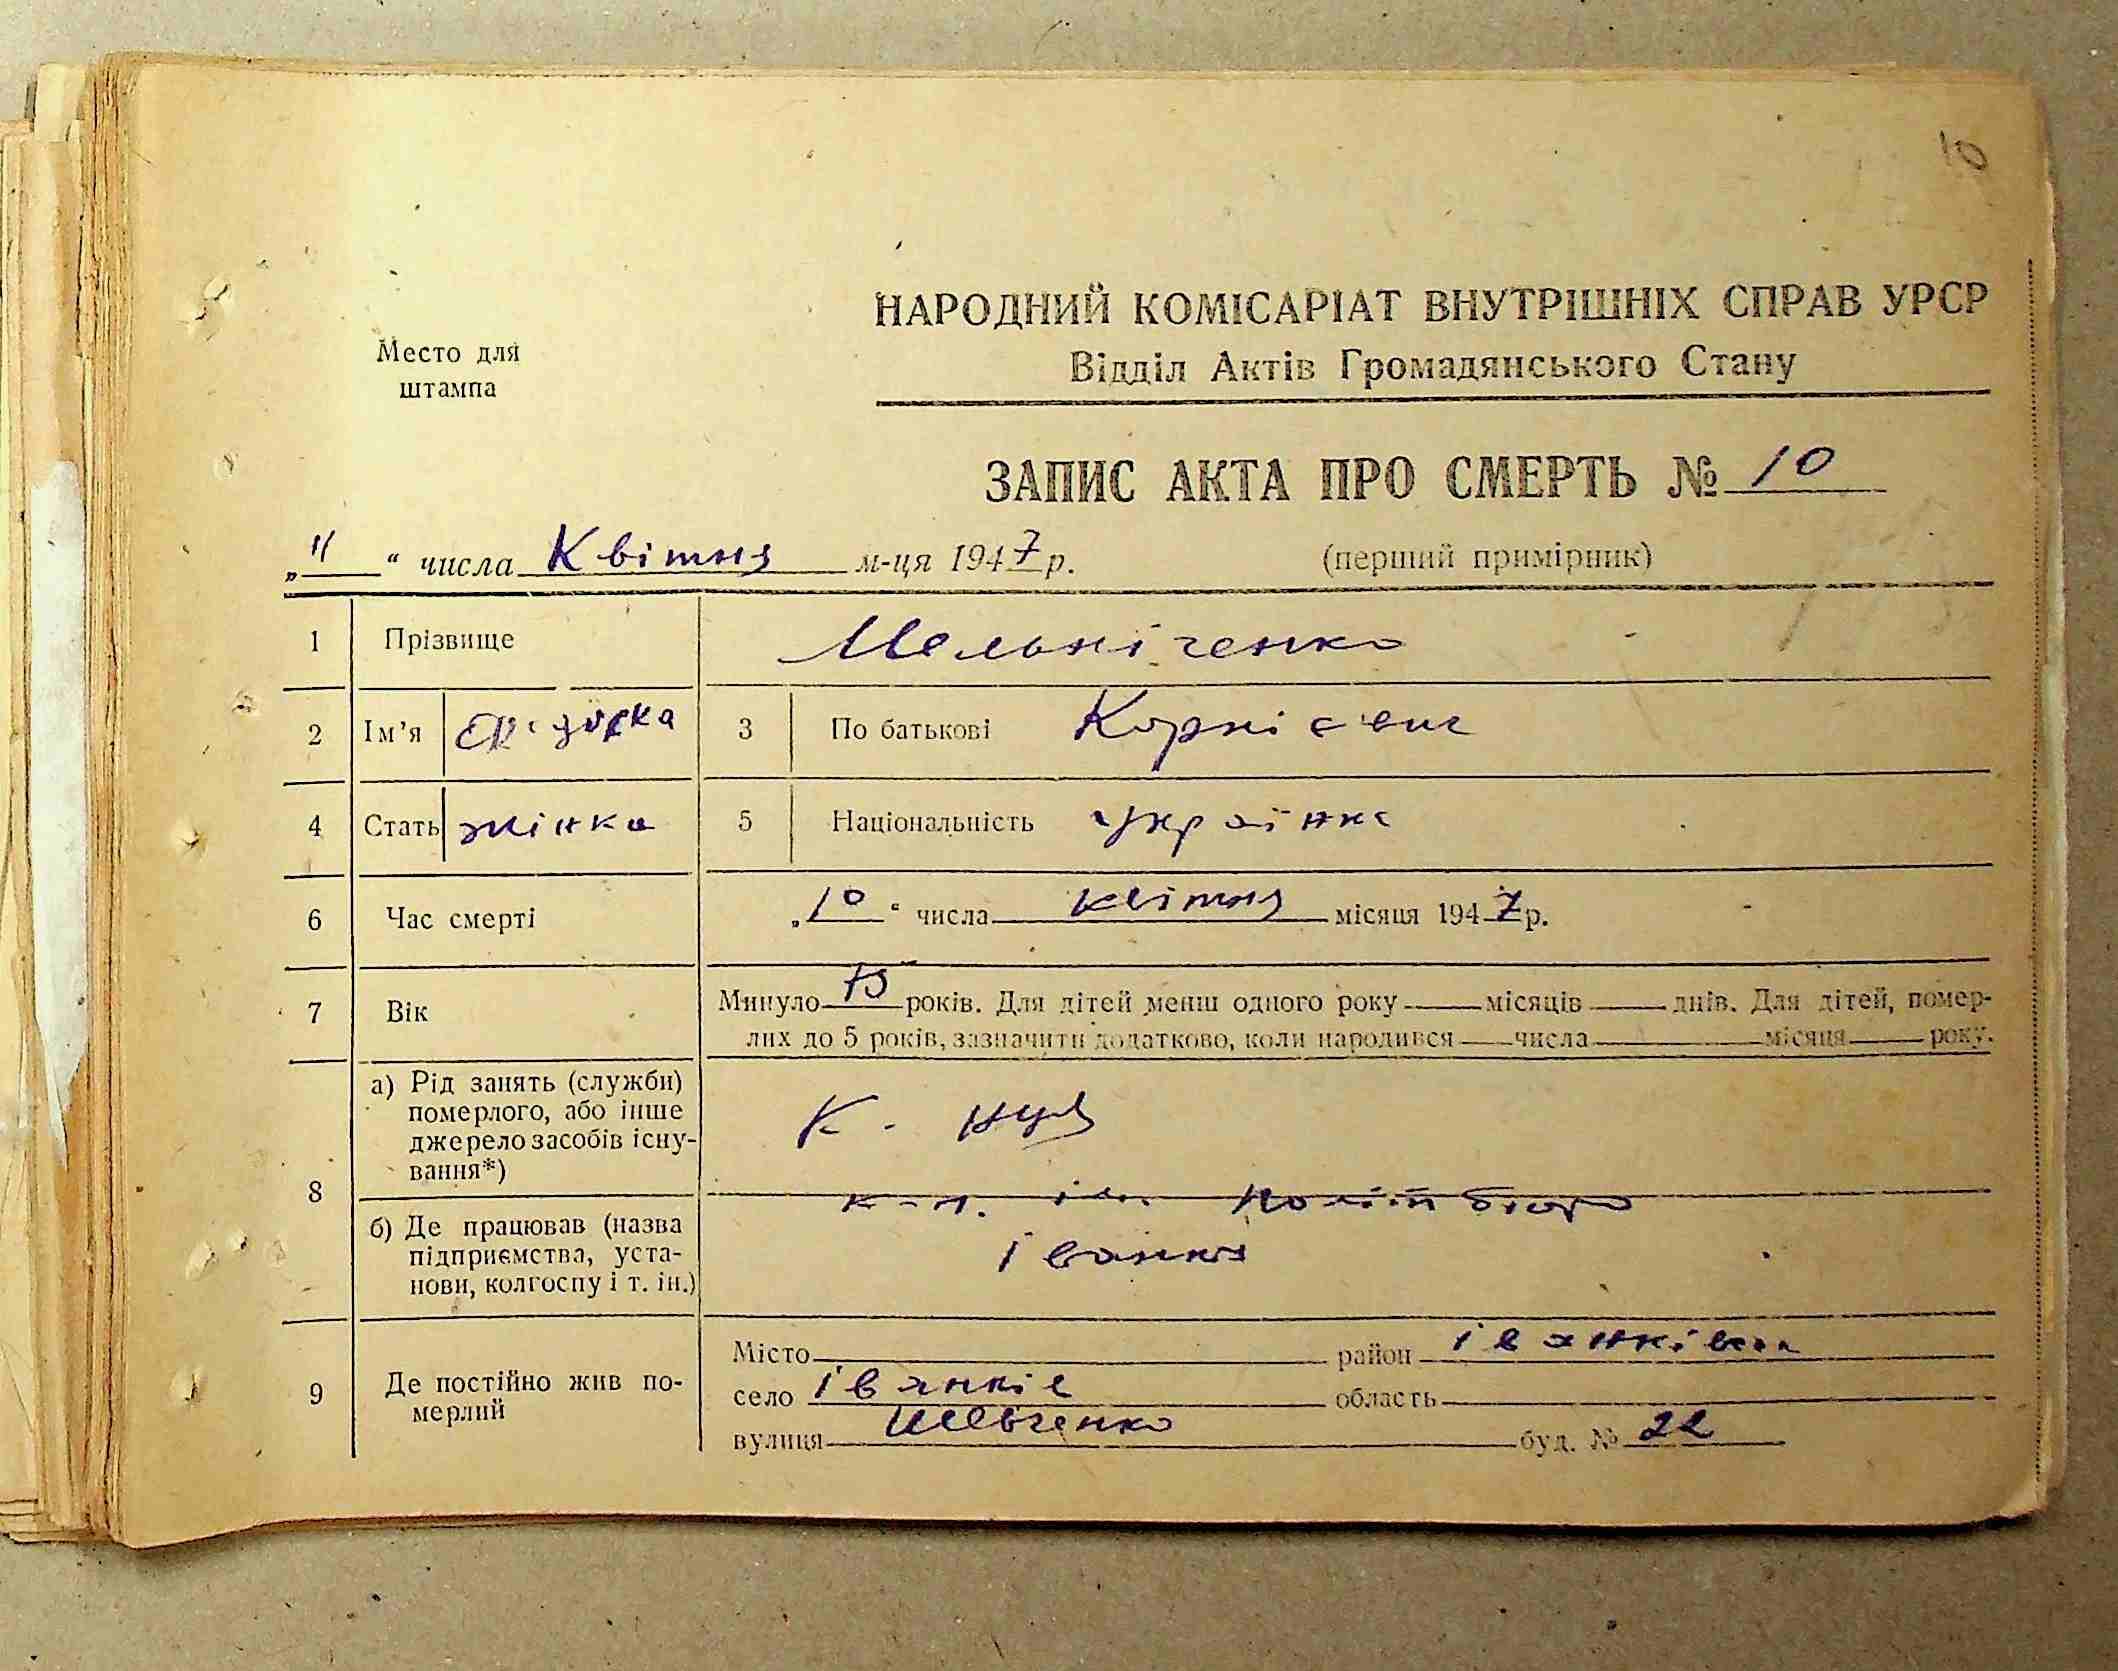 10
НАРОДНИЙ КОМІСАРІАТ ВНУТРІШНІХ СПРАВ УРСР
Место для
штампа
Відділ Актів Громадянського Стану
ЗАПИС АКТА ПРО СМЕРТЬ № 10
„11“ числа Квітня м-ця 1947 р. (перший примірник)
1 Прізвище Мельніченко
2 Ім'я 3 По батькові
4 Стать жінка 5 Національність українка
6 Час смерті „10“ числа квітня місяця 1947 р.
7 Вік Минуло 75 років. Для дітей менш одного року місяців днів. Для дітей, помер-
лих до 5 років, зазначити додатково, коли народився числа місяця року.
8 а) Рід занять (служби)
померлого, або інше
джерело засобів існу-
вання*)
К.
б) Де працював (назва
підприємства, уста-
нови, колгоспу і т. ін.)
к-п. ім. Політбюро
Іванків
9 Де постійно жив по-
мерлий
Місто район Іванків
село Іванків область
вулиця Шевченко буд. № 22